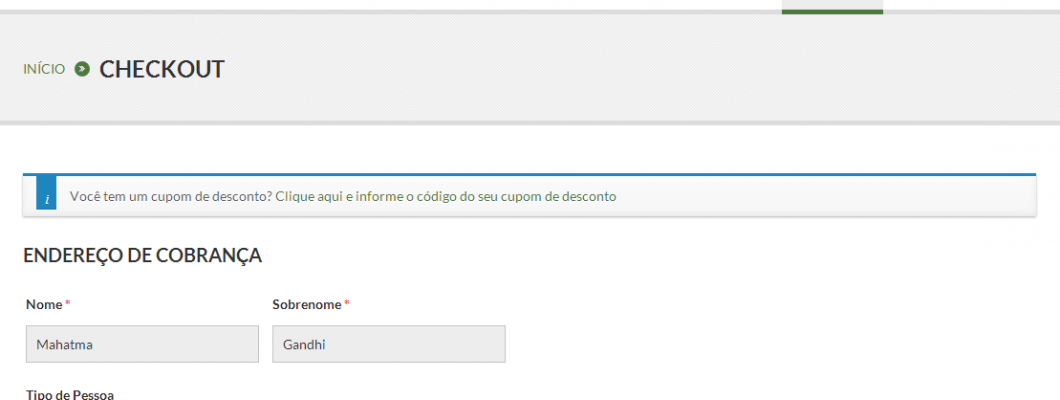 INÍCIO CHECKOUT
i Você tem um cupom de desconto? Clique aqui e informe o código do seu cupom de desconto
ENDEREÇO DE COBRANÇA
Nome * Sobrenome *
Mahatma Gandhi
Tipo de Pessoa